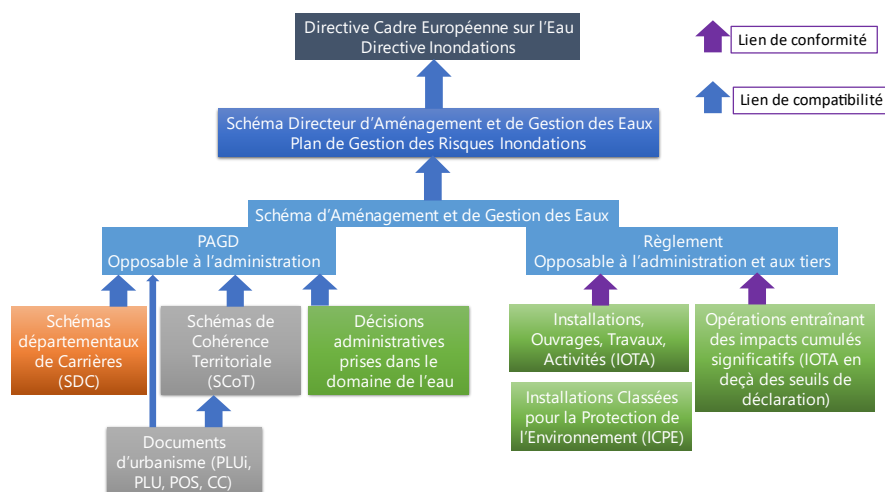 Directive Cadre Européenne sur l'Eau
Directive Inondations
Lien de conformité
Lien de compatibilité
Schéma Directeur d'Aménagement et de Gestion des Eaux
Plan de Gestion des Risques Inondations
Schéma d'Aménagement et de Gestion des Eaux
PAGD
Opposable à l'administration
Règlement
Opposable à l'administration et aux tiers
Schémas
départementaux
de Carrières
(SDC)
Schémas de
Cohérence
Territoriale
(SCoT)
Décisions
administratives
prises dans le
domaine de l'eau
Installations,
Ouvrages, Travaux,
Activités (IOTA)
Opérations entraînant
des impacts cumulés
significatifs (IOTA en
deçà des seuils de
déclaration)
Installations Classées
pour la Protection de
l'Environnement (ICPE)
Documents
d'urbanisme (PLUi,
PLU, POS, CC)